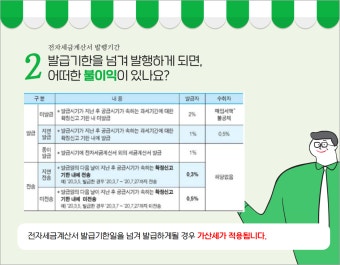 전자세금계산서 발행기간
2 발급기한을 넘겨 발행하게 되면,
어떠한 불이익이 있나요?
구 분 내 용 발급자 수취자
발급 미발급 • 발급시기가 지난 후 공급시기가 속하는 과세기간에 대한
확정신고 기한 내 미발급 2% 매입세액
불공제
지연
발급 • 발급시기가 지난 후 공급시기가 속하는 과세기간에 대한
확정신고 기한 내에 발급 1% 0.5%
종이
발급 • 발급시기에 전자세금계산서 외의 세금계산서 발급 1% 해당없음
전송 지연
전송 • 발급일의 다음 날이 지난 후 공급시기가 속하는 확정신고
기한 내에 전송 0.3%
예) '20.3.5. 발급한 경우 '20.3.7 ~ '20.7.27까지 전송
미전송 • 발급일의 다음 날이 지난 후 공급시기가 속하는 확정신고
기한 내에 미전송 0.5%
예) '20.3.5. 발급한 경우 '20.3.7 ~ '20.7.27까지 미전송
전자세금계산서 발급기한일을 넘겨 발급하게될 경우 가산세가 적용됩니다.